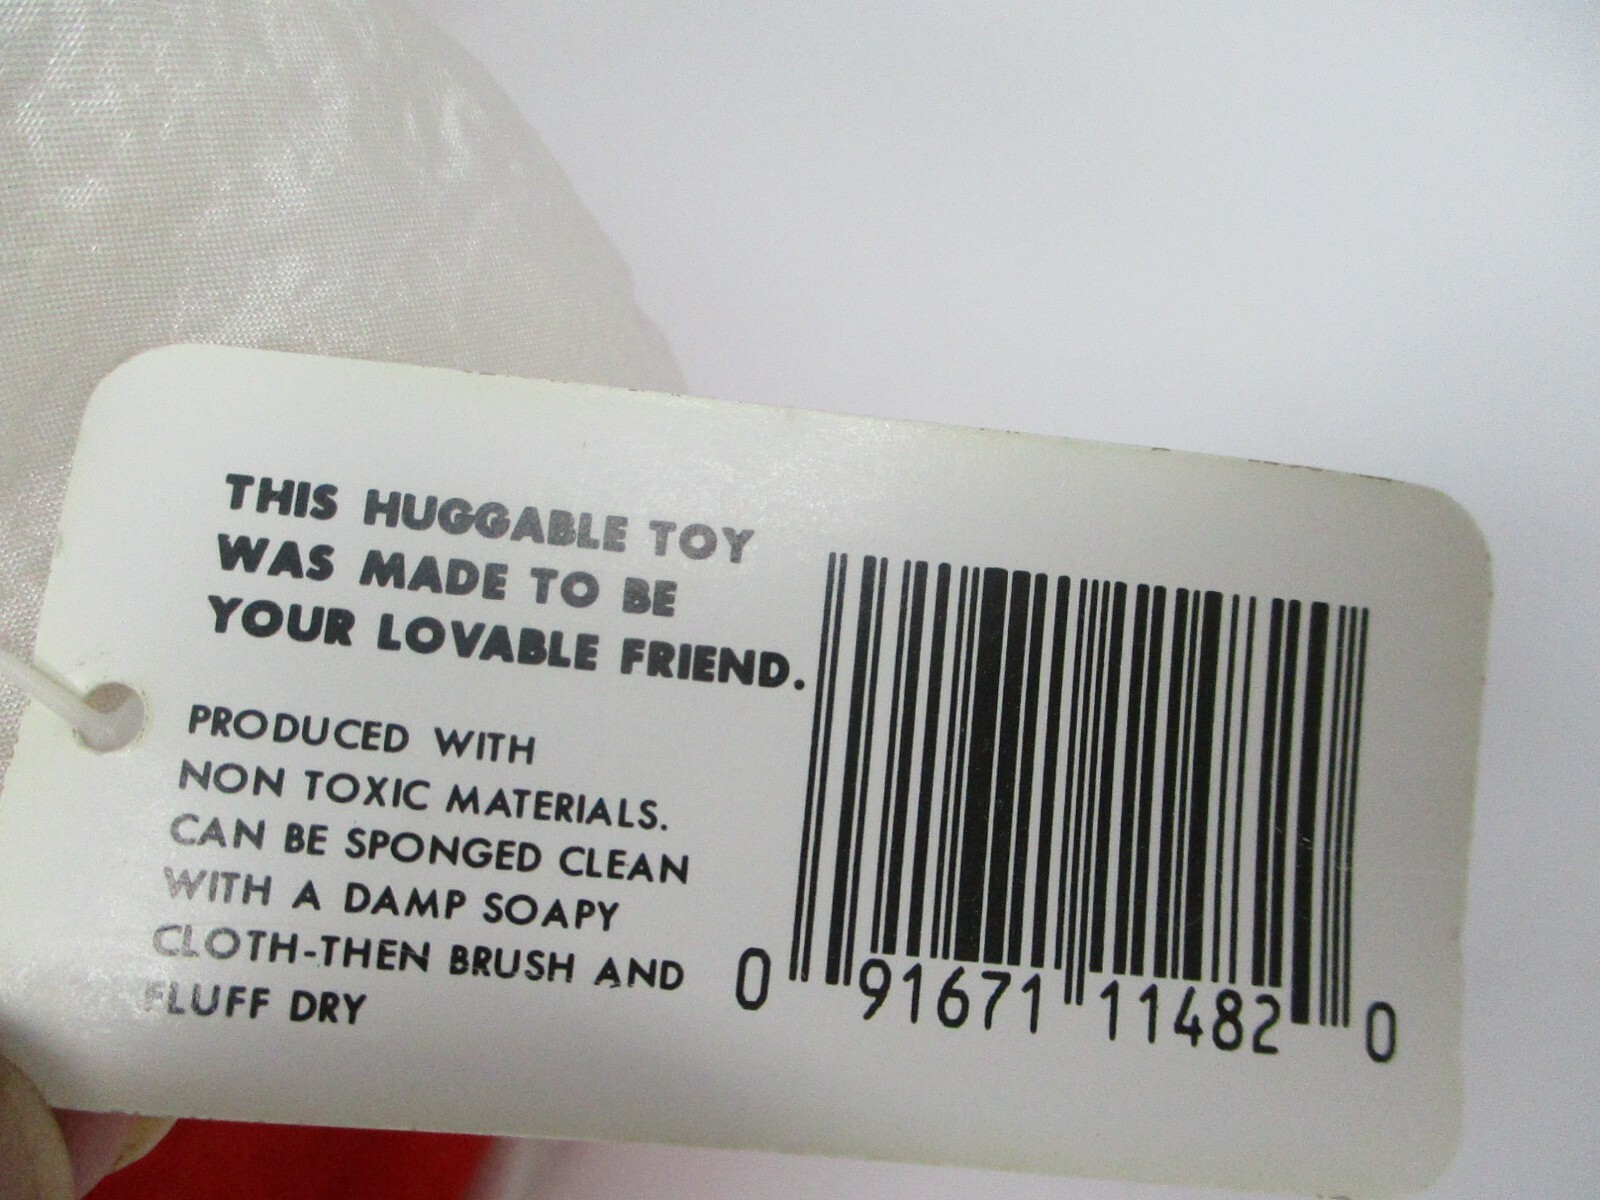 THIS HUGGABLE TOY
WAS MADE TO BE
YOUR LOVABLE FRIEND.
PRODUCED WITH
NON TOXIC MATERIALS.
CAN BE SPONGED CLEAN
WITH A DAMP SOAPY
CLOTH-THEN BRUSH AND
FLUFF DRY
0 91671 11482 0